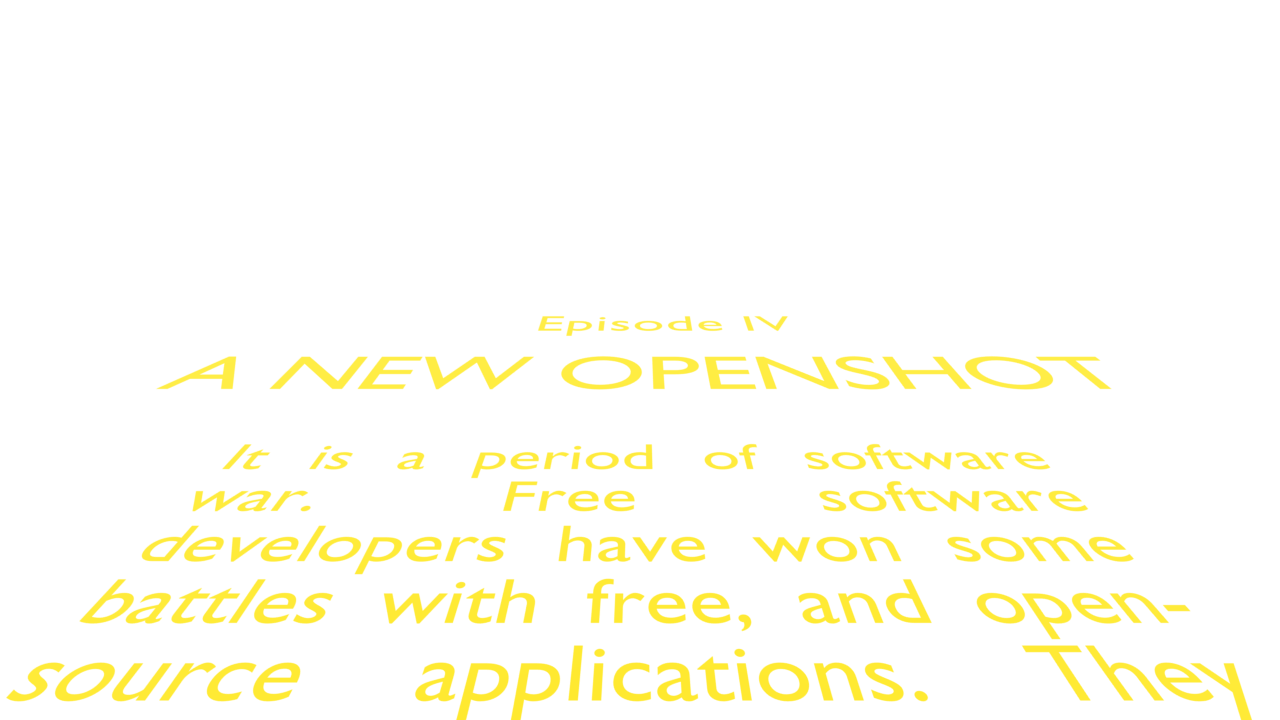 Episode IV
A NEW OPENSHOT
It is a period of software
war. Free software
developers have won some
battles with free, and open-
source applications. They